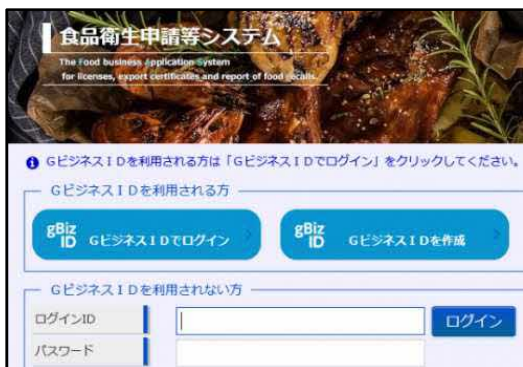 食品衛生申請等システム
The Food business Application System
for licenses, export certificates and report of food recalls.
GビジネスIDを利用される方は「GビジネスIDでログイン」をクリックしてください。
GビジネスIDを利用される方
gBiz ID GビジネスIDでログイン
gBiz ID GビジネスIDを作成
GビジネスIDを利用されない方
ログインID
ログイン
パスワード